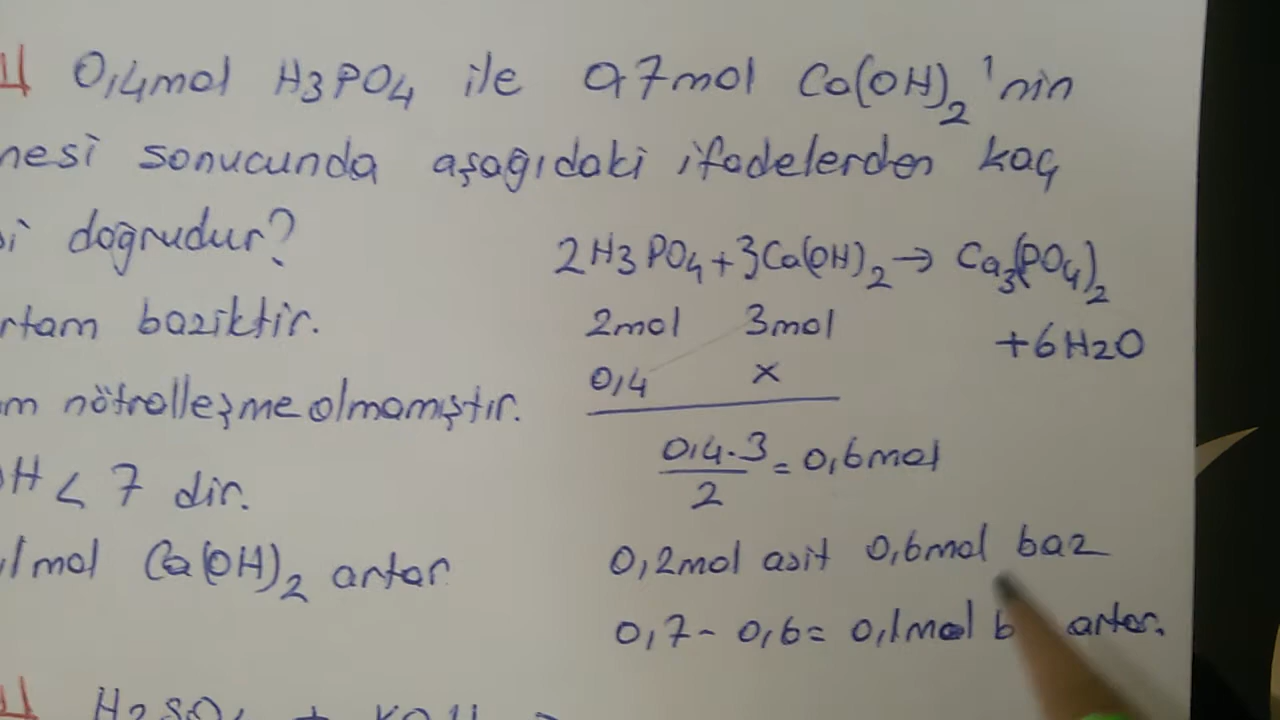 0,4mol H3PO4 ile 0,7mol Ca(OH)2'nin
nesi sonucunda aşağıdaki ifadelerden kaç
doğrudur?
2H3PO4+3Ca(OH)2→ Ca3(PO4)2
+6H2O
rtam baziktir.
2mol 3mol
0,4 x
m nötrolleşme olmamıştır.
0,4.3
2
= 0,6mol
H < 7 dir.
0,2mol asit 0,6mol baz
1mol Ca(OH)2 artar
0,7- 0,6= 0,1mol b artar.